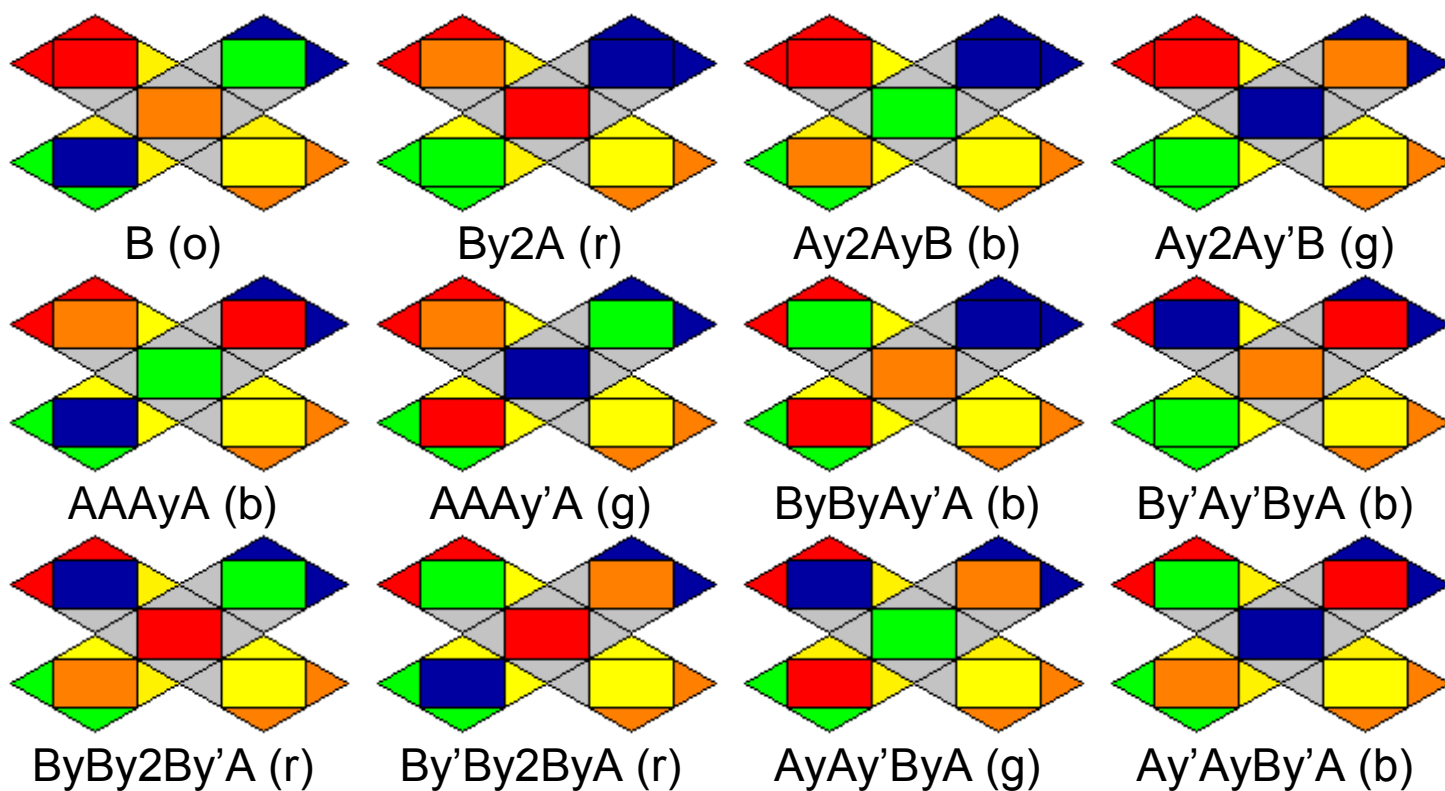 B (o)
By2A (r)
Ay2AyB (b)
Ay2Ay’B (g)
AAAyA (b)
AAAy’A (g)
ByByAy’A (b)
By’Ay’ByA (b)
ByBy2By’A (r)
By’By2ByA (r)
AyAy’ByA (g)
Ay’AyBy’A (b)